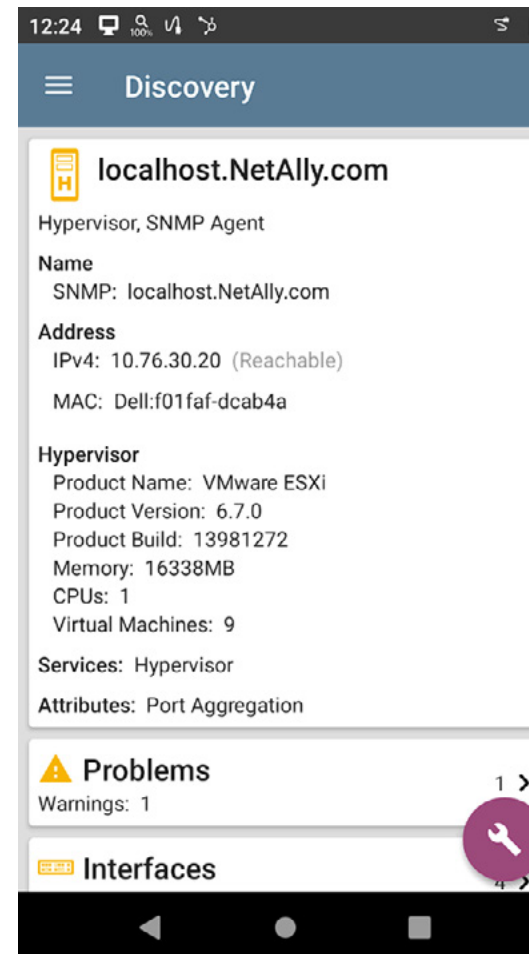 12:24
100%
Discovery
H
localhost.NetAlly.com
Hypervisor, SNMP Agent
Name
SNMP: localhost.NetAlly.com
Address
IPv4: 10.76.30.20 (Reachable)
MAC: Dell:f01faf-dcab4a
Hypervisor
Product Name: VMware ESXi
Product Version: 6.7.0
Product Build: 13981272
Memory: 16338MB
CPUs: 1
Virtual Machines: 9
Services: Hypervisor
Attributes: Port Aggregation
Problems
1
Warnings: 1
Interfaces
4